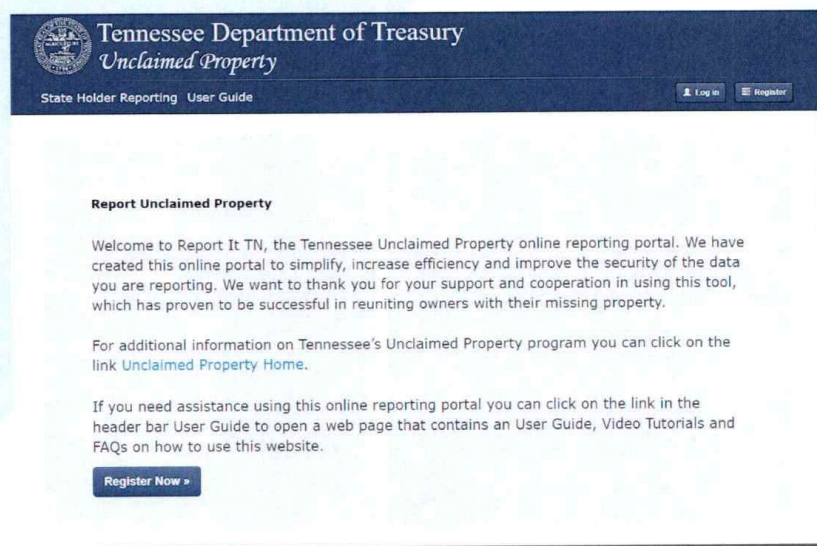 Tennessee Department of Treasury
Unclaimed Property
State Holder Reporting User Guide
Log in
Register
Report Unclaimed Property
Welcome to Report It TN, the Tennessee Unclaimed Property online reporting portal. We have
created this online portal to simplify, increase efficiency and improve the security of the data
you are reporting. We want to thank you for your support and cooperation in using this tool,
which has proven to be successful in reuniting owners with their missing property.
For additional information on Tennessee's Unclaimed Property program you can click on the
link Unclaimed Property Home.
If you need assistance using this online reporting portal you can click on the link in the
header bar User Guide to open a web page that contains an User Guide, Video Tutorials and
FAQs on how to use this website.
Register Now »